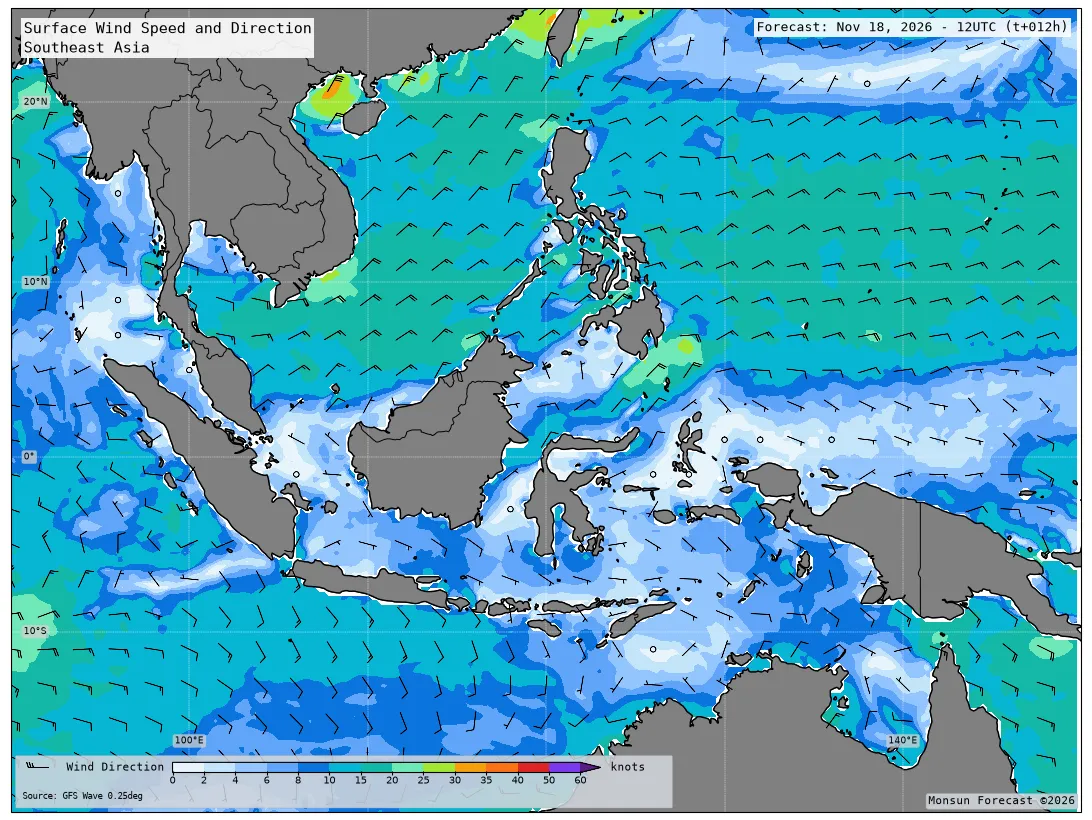 Surface Wind Speed and Direction
Southeast Asia
Forecast: Nov 18, 2026 - 12UTC (t+012h)
20°N
10°N
0°
10°S
100°E
140°E
Wind Direction
0 2 4 6 8 10 15 20 25 30 35 40 50 60
knots
Source: GFS Wave 0.25deg
Monsun Forecast ©2026